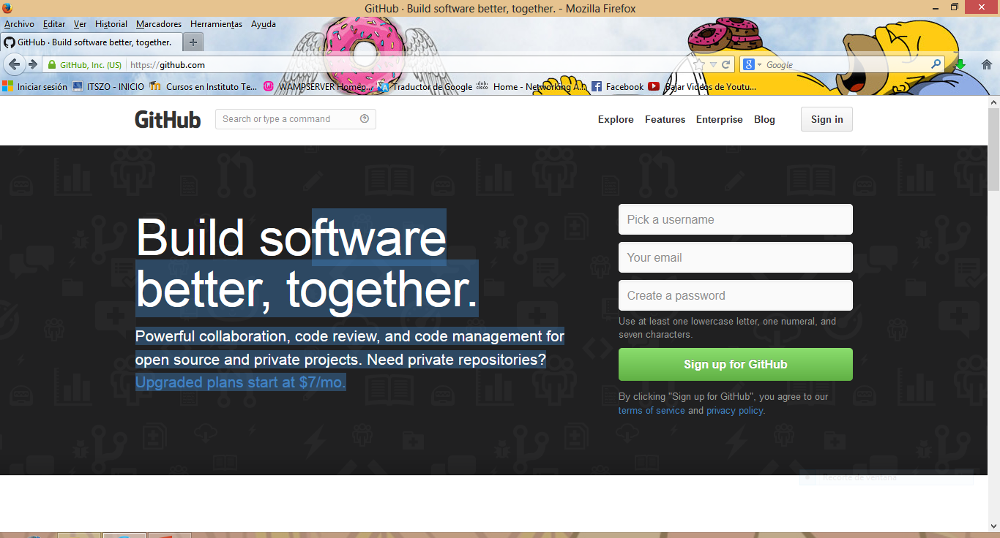 GitHub · Build software better, together. - Mozilla Firefox
Archivo Editar Ver Historial Marcadores Herramientas Ayuda
GitHub · Build software better, together.
GitHub, Inc. (US) https://github.com
Google
Iniciar sesión ITSZO - INICIO Cursos en Instituto Te... WAMPSERVER Homep... Traductor de Google Home - Networking A... Facebook Bajar Videos de Youtu...
GitHub Search or type a command Explore Features Enterprise Blog Sign in
Build software
better, together.
Powerful collaboration, code review, and code management for
open source and private projects. Need private repositories?
Upgraded plans start at $7/mo.
Pick a username
Your email
Create a password
Use at least one lowercase letter, one numeral, and
seven characters.
Sign up for GitHub
By clicking "Sign up for GitHub", you agree to our
terms of service and privacy policy.
Recorte de ventana